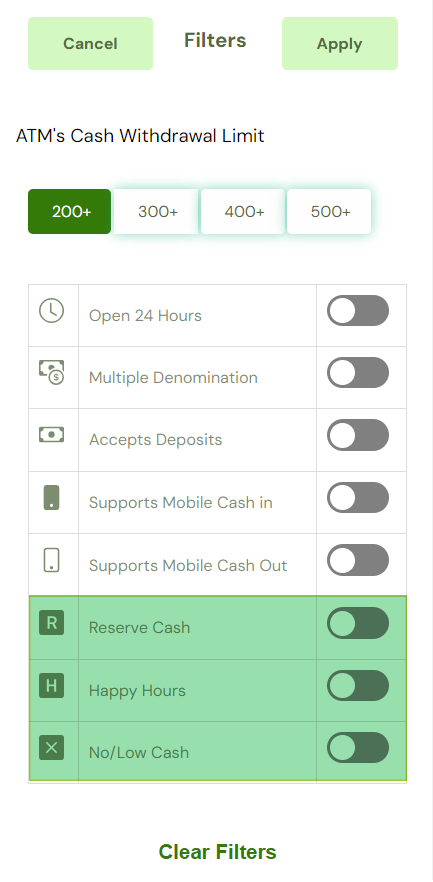 Cancel Filters Apply
ATM's Cash Withdrawal Limit
200+ 300+ 400+ 500+
Open 24 Hours
$ Multiple Denomination
Accepts Deposits
Supports Mobile Cash in
Supports Mobile Cash Out
R Reserve Cash
H Happy Hours
No/Low Cash
Clear Filters